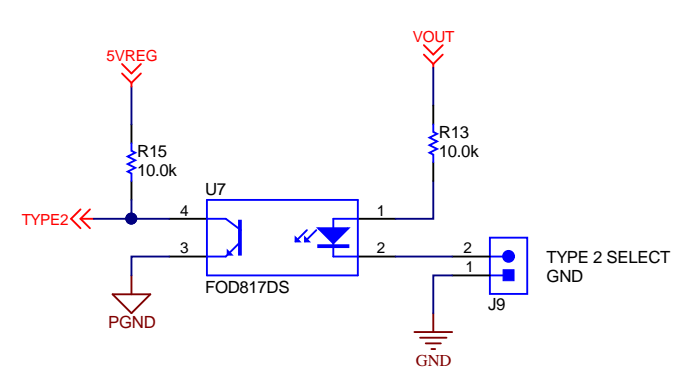 VOUT
5VREG
R13
10.0k
R15
10.0k
U7
TYPE2
4
1
3
2
2
TYPE 2 SELECT
1
GND
FOD817DS
J9
PGND
GND